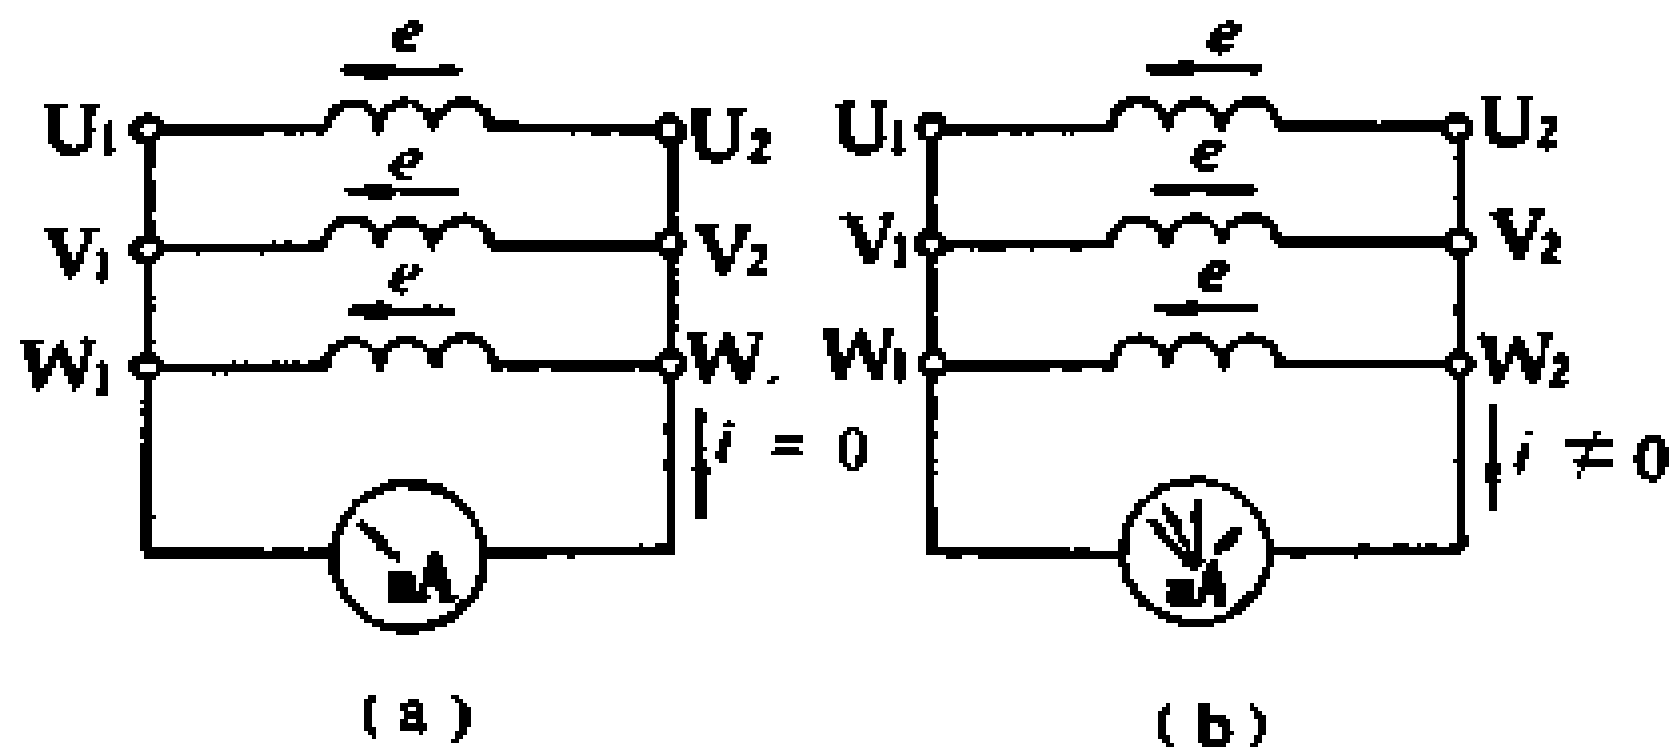 e e
U1 U2 U1 U2
e e
V1 V2 V1 V2
e e
W1 W. W1 W2
i = 0 i ≠ 0
mA mA
(a) (b)